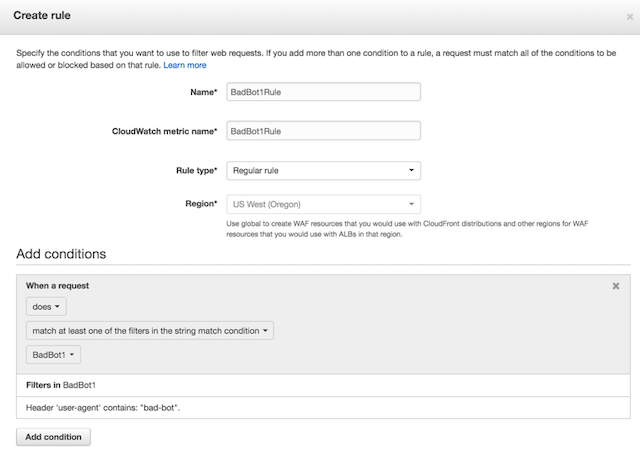 Create rule
Specify the conditions that you want to use to filter web requests. If you add more than one condition to a rule, a request must match all of the conditions to be
allowed or blocked based on that rule. Learn more
Name* BadBot1Rule
CloudWatch metric name* BadBot1Rule
Rule type* Regular rule
Region* US West (Oregon)
Use global to create WAF resources that you would use with CloudFront distributions and other regions for WAF
resources that you would use with ALBs in that region.
Add conditions
When a request
does
match at least one of the filters in the string match condition
BadBot1
Filters in BadBot1
Header 'user-agent' contains: "bad-bot".
Add condition